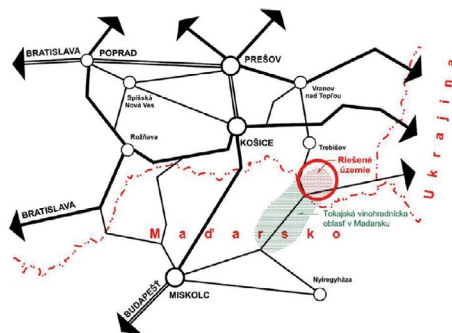 BRATISLAVA
POPRAD
PREŠOV
Spišská
Nová Ves
Vranov
nad Topľou
KOŠICE
Rožňava
Trebišov
Riešené
územie
Ukrajina
BRATISLAVA
Maďarsko
Tokajská vinohradnícka
oblasť v Maďarsku
MISKOLC
Nyíregyháza
BUDAPEŠŤ